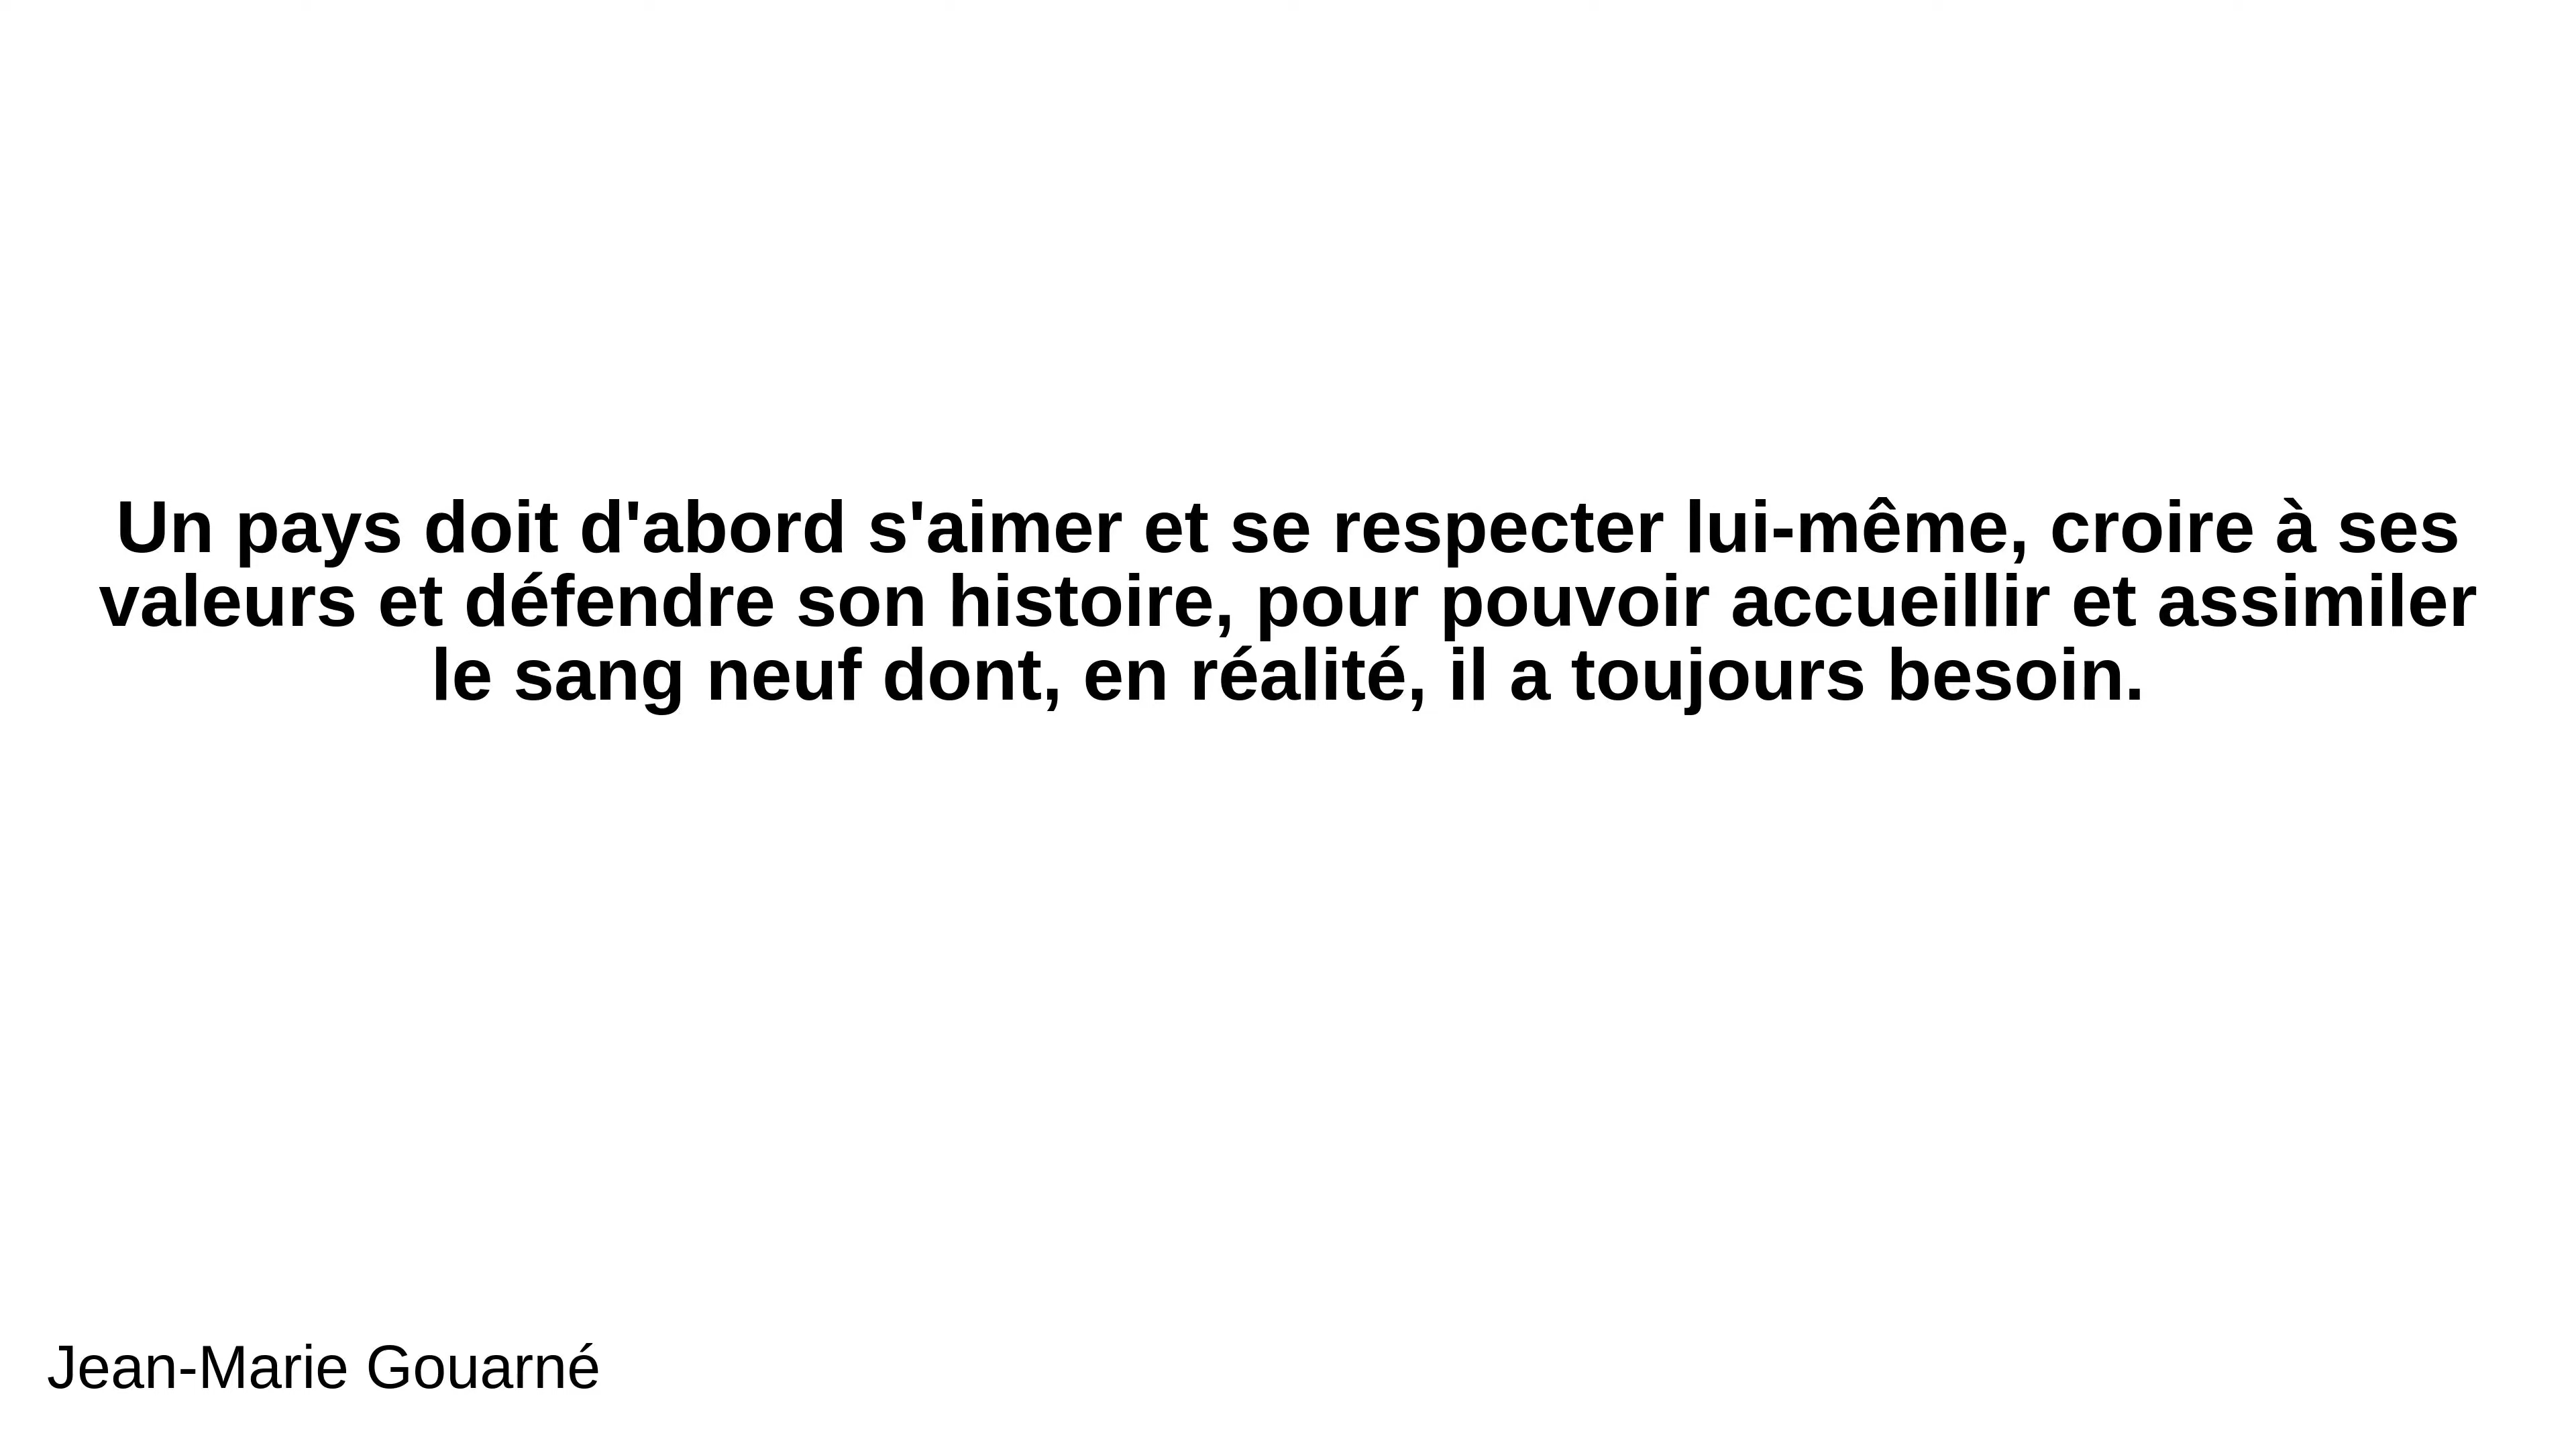 Un pays doit d'abord s'aimer et se respecter lui-même, croire à ses
valeurs et défendre son histoire, pour pouvoir accueillir et assimiler
le sang neuf dont, en réalité, il a toujours besoin.
Jean-Marie Gouarné